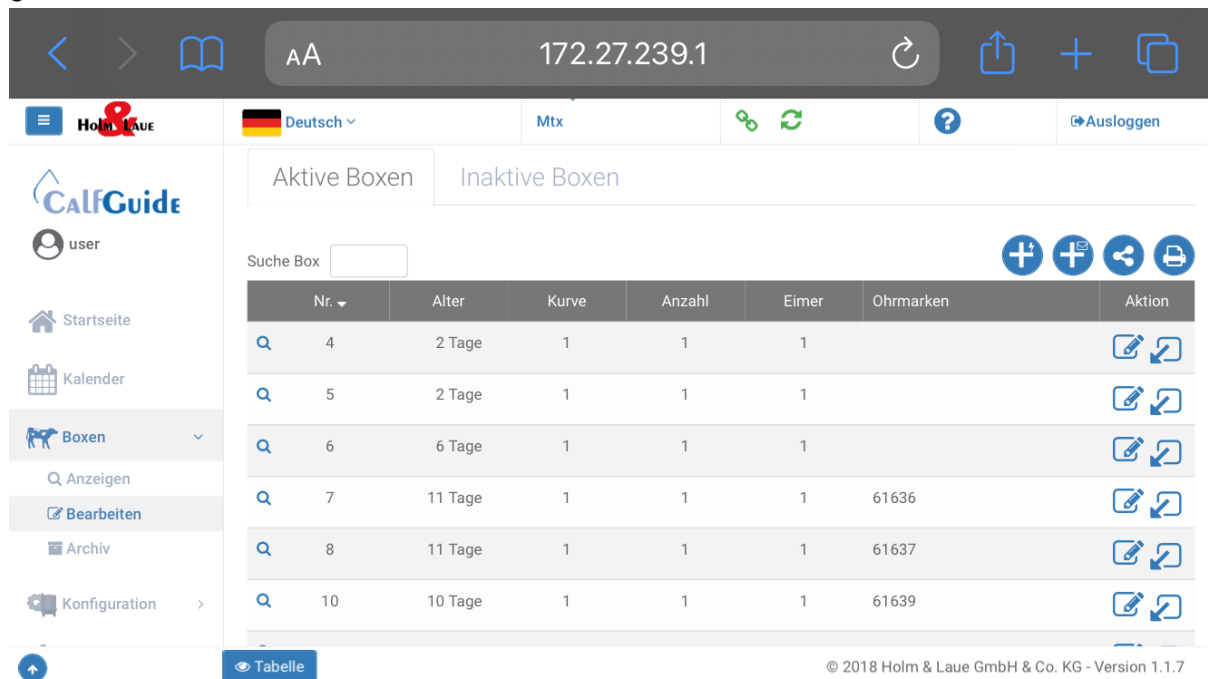 AA 172.27.239.1
Holm & Laue Deutsch Mtx ? Ausloggen
CalfGuide
user
Startseite
Kalender
Boxen
Anzeigen
Bearbeiten
Archiv
Konfiguration
Aktive Boxen Inaktive Boxen
Suche Box
Nr. Alter Kurve Anzahl Eimer Ohrmarken Aktion
4 2 Tage 1 1 1
5 2 Tage 1 1 1
6 6 Tage 1 1 1
7 11 Tage 1 1 1 61636
8 11 Tage 1 1 1 61637
10 10 Tage 1 1 1 61639
Tabelle © 2018 Holm & Laue GmbH & Co. KG - Version 1.1.7